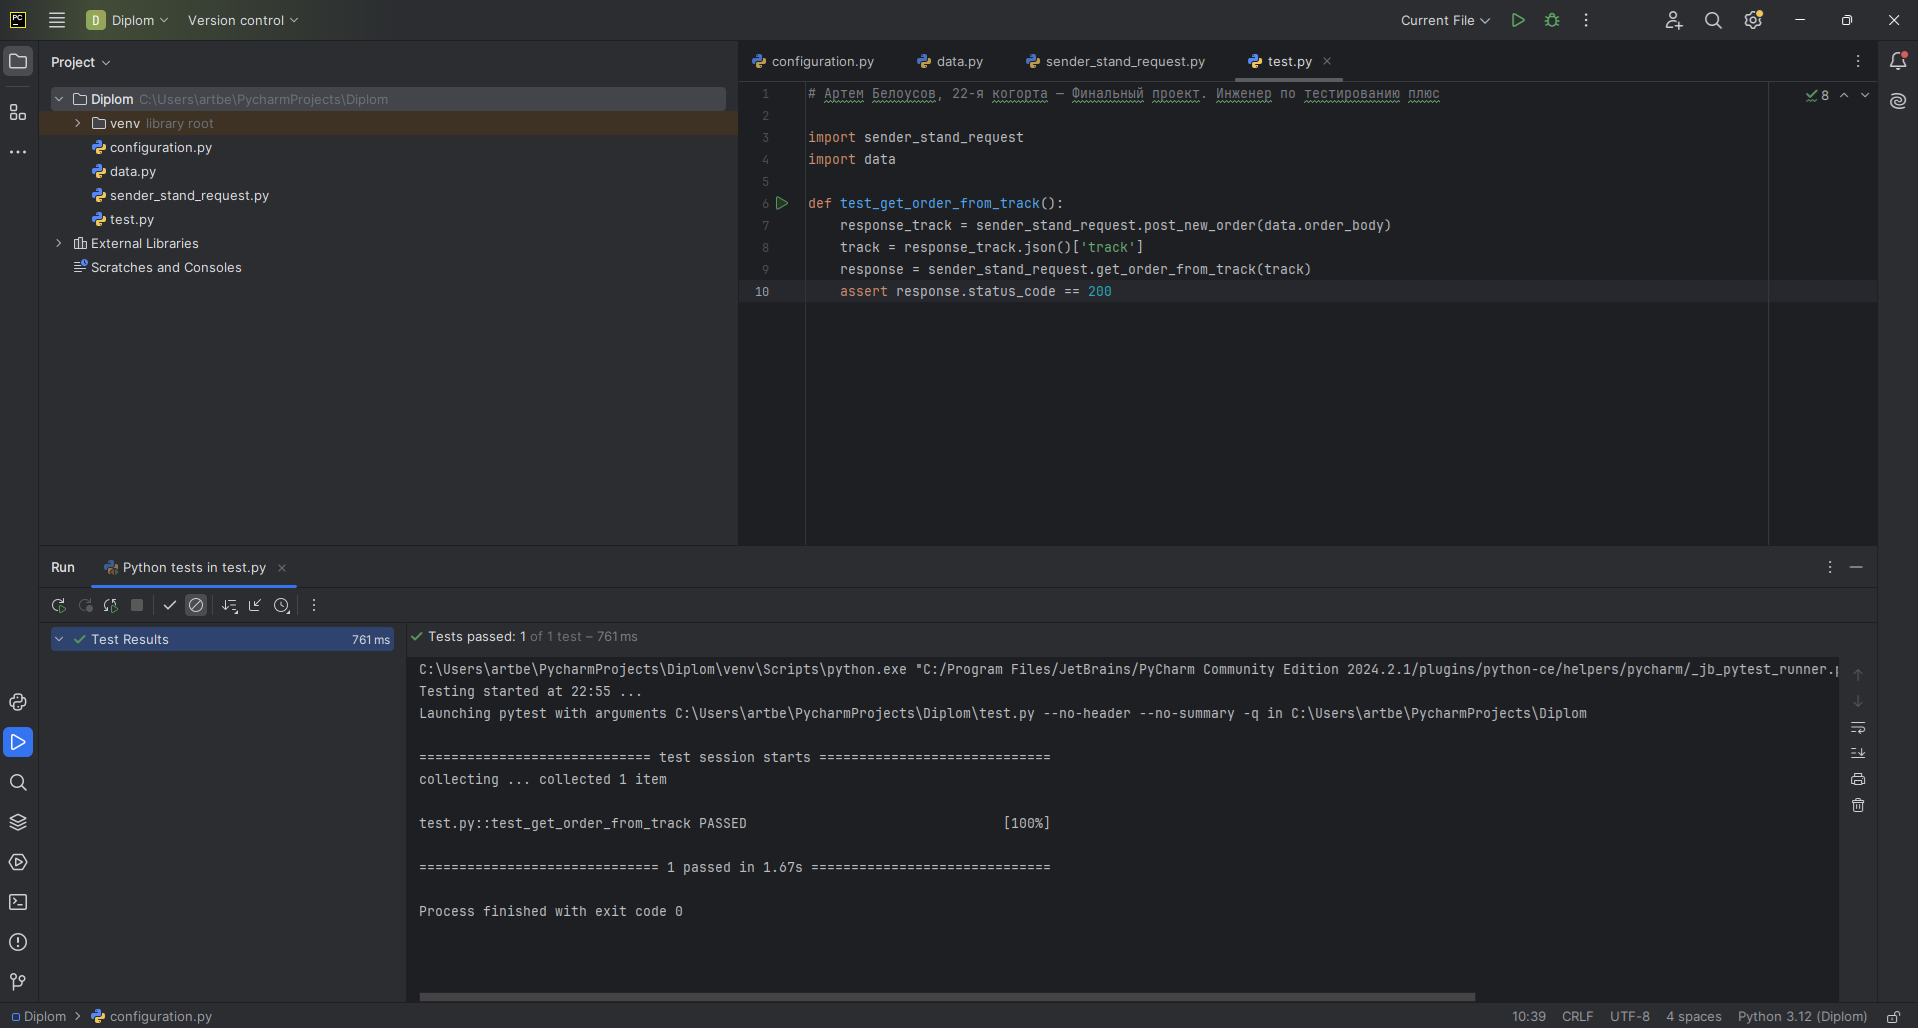 PC
D Diplom Version control Current File
Project
configuration.py data.py sender_stand_request.py test.py
Diplom C:\Users\artbe\PycharmProjects\Diplom
venv library root
configuration.py
data.py
sender_stand_request.py
test.py
External Libraries
Scratches and Consoles
8
1 # Артем Белоусов, 22-я когорта — Финальный проект. Инженер по тестированию плюс
2
3 import sender_stand_request
4 import data
5
6 def test_get_order_from_track():
7 response_track = sender_stand_request.post_new_order(data.order_body)
8 track = response_track.json()['track']
9 response = sender_stand_request.get_order_from_track(track)
10 assert response.status_code == 200
Run Python tests in test.py
Test Results 761 ms
Tests passed: 1 of 1 test – 761 ms
C:\Users\artbe\PycharmProjects\Diplom\venv\Scripts\python.exe "C:/Program Files/JetBrains/PyCharm Community Edition 2024.2.1/plugins/python-ce/helpers/pycharm/_jb_pytest_runner.p
Testing started at 22:55 ...
Launching pytest with arguments C:\Users\artbe\PycharmProjects\Diplom\test.py --no-header --no-summary -q in C:\Users\artbe\PycharmProjects\Diplom
============================= test session starts =============================
collecting ... collected 1 item
test.py::test_get_order_from_track PASSED [100%]
============================== 1 passed in 1.67s ==============================
Process finished with exit code 0
Diplom configuration.py 10:39 CRLF UTF-8 4 spaces Python 3.12 (Diplom)